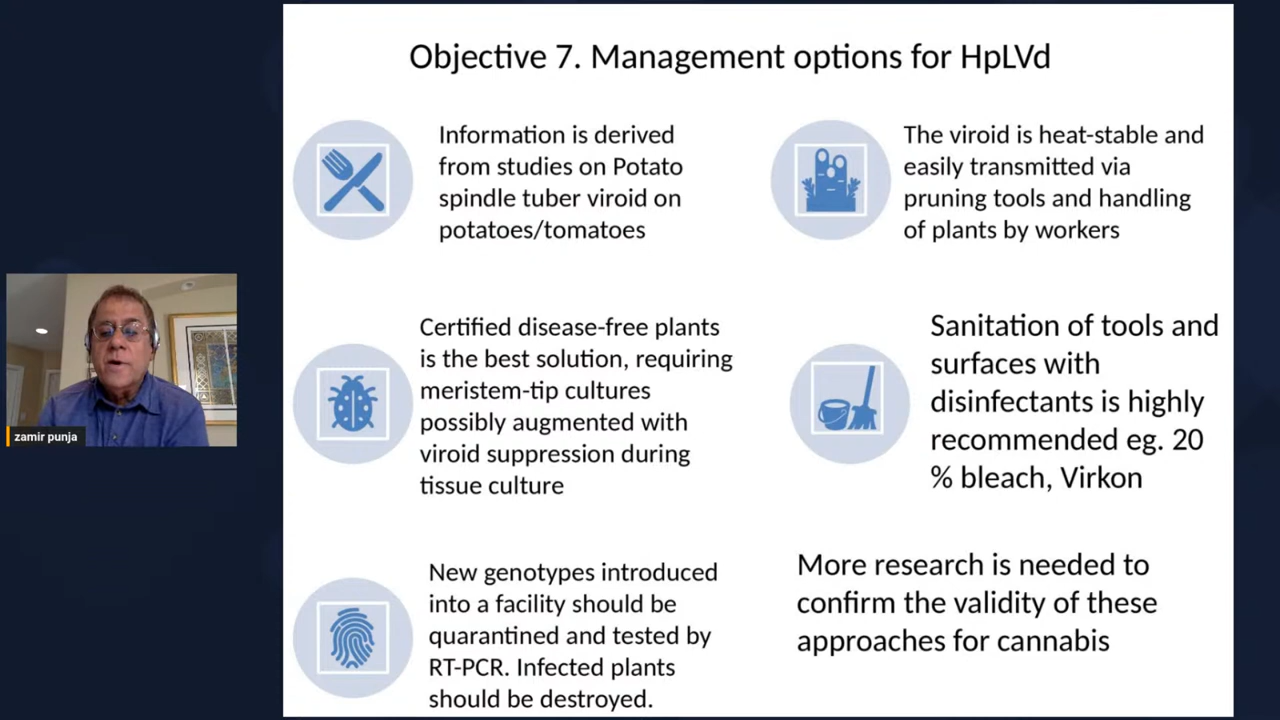 Objective 7. Management options for HpLVd
Information is derived
from studies on Potato
spindle tuber viroid on
potatoes/tomatoes
The viroid is heat-stable and
easily transmitted via
pruning tools and handling
of plants by workers
Certified disease-free plants
is the best solution, requiring
meristem-tip cultures
possibly augmented with
viroid suppression during
tissue culture
Sanitation of tools and
surfaces with
disinfectants is highly
recommended eg. 20
% bleach, Virkon
New genotypes introduced
into a facility should be
quarantined and tested by
RT-PCR. Infected plants
should be destroyed.
More research is needed to
confirm the validity of these
approaches for cannabis
zamir punja